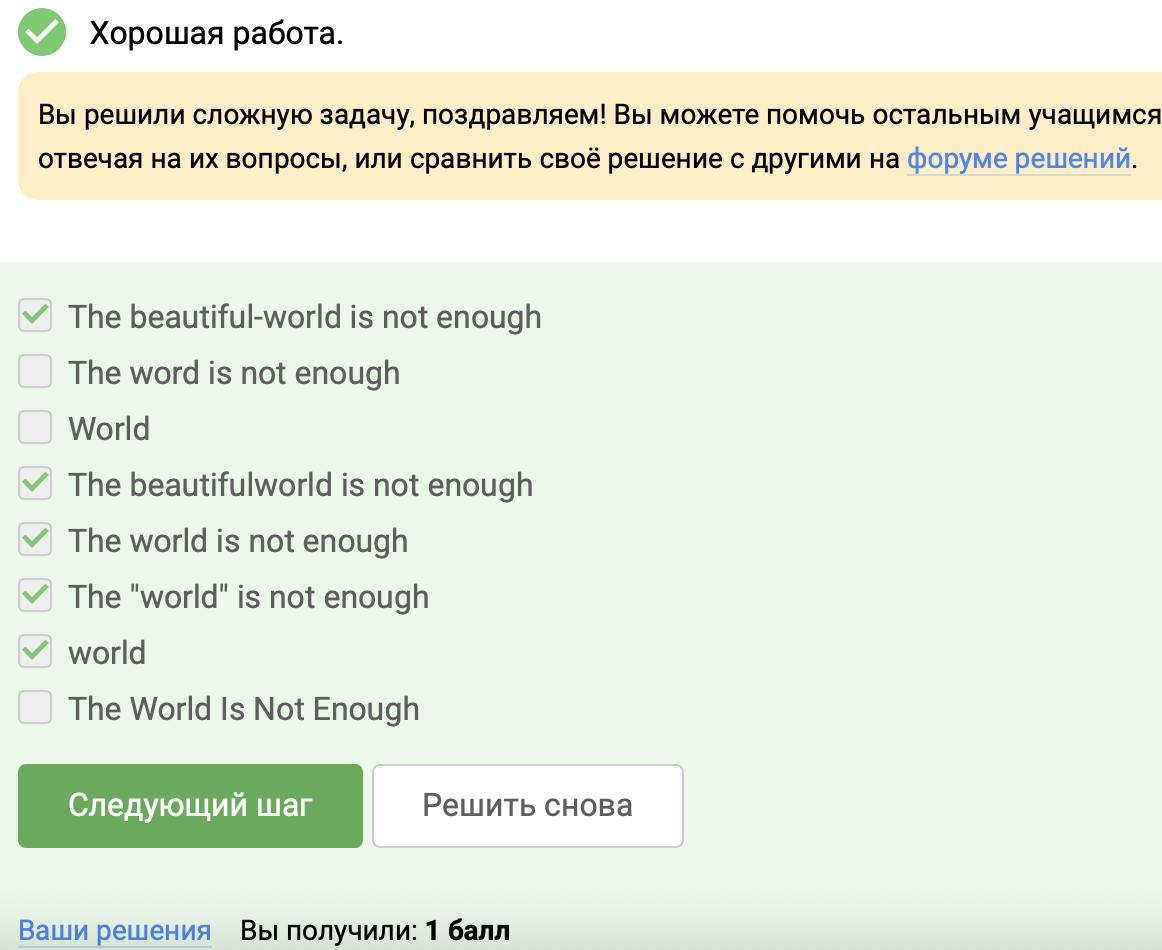 Хорошая работа.
Вы решили сложную задачу, поздравляем! Вы можете помочь остальным учащимся
отвечая на их вопросы, или сравнить своё решение с другими на форуме решений.
The beautiful-world is not enough
The word is not enough
World
The beautifulworld is not enough
The world is not enough
The "world" is not enough
world
The World Is Not Enough
Следующий шаг Решить снова
Ваши решения Вы получили: 1 балл